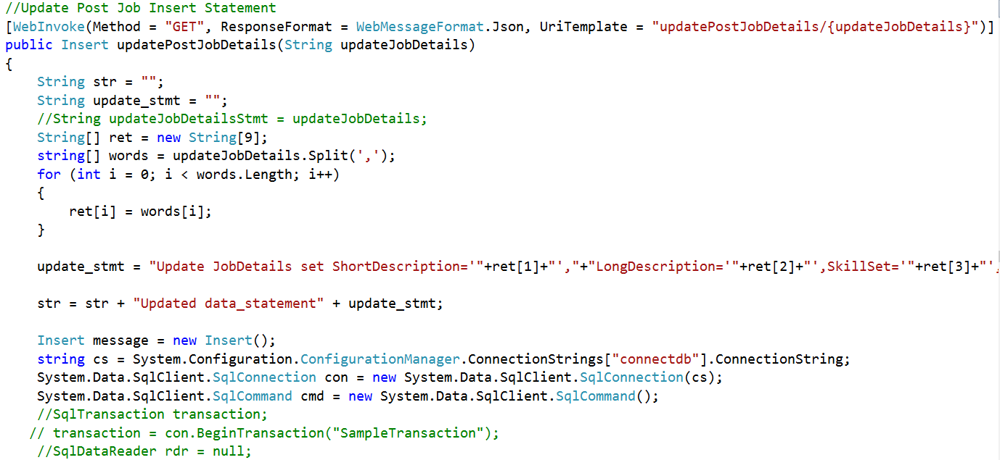 //Update Post Job Insert Statement
[WebInvoke(Method = "GET", ResponseFormat = WebMessageFormat.Json, UriTemplate = "updatePostJobDetails/{updateJobDetails}")]
public Insert updatePostJobDetails(String updateJobDetails)
{
    String str = "";
    String update_stmt = "";
    //String updateJobDetailsStmt = updateJobDetails;
    String[] ret = new String[9];
    string[] words = updateJobDetails.Split(',');
    for (int i = 0; i < words.Length; i++)
    {
        ret[i] = words[i];
    }
    update_stmt = "Update JobDetails set ShortDescription='"+ret[1]+"',"+"LongDescription='"+ret[2]+"',SkillSet='"+ret[3]+"',
    str = str + "Updated data_statement" + update_stmt;
    Insert message = new Insert();
    string cs = System.Configuration.ConfigurationManager.ConnectionStrings["connectdb"].ConnectionString;
    System.Data.SqlClient.SqlConnection con = new System.Data.SqlClient.SqlConnection(cs);
    System.Data.SqlClient.SqlCommand cmd = new System.Data.SqlClient.SqlCommand();
    //SqlTransaction transaction;
   // transaction = con.BeginTransaction("SampleTransaction");
    //SqlDataReader rdr = null;